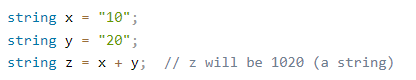 string x = "10";
string y = "20";
string z = x + y;  // z will be 1020 (a string)